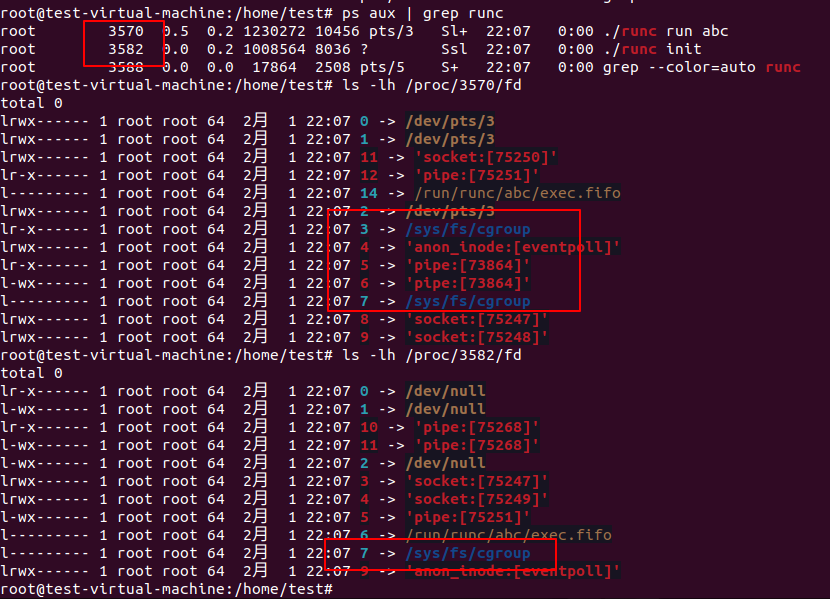 root@test-virtual-machine:/home/test# ps aux | grep runc
root 3570 0.5 0.2 1230272 10456 pts/3 Sl+ 22:07 0:00 ./runc run abc
root 3582 0.0 0.2 1008564 8036 ? Ssl 22:07 0:00 ./runc init
root 3588 0.0 0.0 17864 2508 pts/5 S+ 22:07 0:00 grep --color=auto runc
root@test-virtual-machine:/home/test# ls -lh /proc/3570/fd
total 0
lrwx------ 1 root root 64 2月 1 22:07 0 -> /dev/pts/3
lrwx------ 1 root root 64 2月 1 22:07 1 -> /dev/pts/3
lrwx------ 1 root root 64 2月 1 22:07 11 -> 'socket:[75250]'
lr-x------ 1 root root 64 2月 1 22:07 12 -> 'pipe:[75251]'
l--------- 1 root root 64 2月 1 22:07 14 -> /run/runc/abc/exec.fifo
lrwx------ 1 root root 64 2月 1 22:07 2 -> /dev/pts/3
lr-x------ 1 root root 64 2月 1 22:07 3 -> /sys/fs/cgroup
lrwx------ 1 root root 64 2月 1 22:07 4 -> 'anon_inode:[eventpoll]'
lr-x------ 1 root root 64 2月 1 22:07 5 -> 'pipe:[73864]'
l-wx------ 1 root root 64 2月 1 22:07 6 -> 'pipe:[73864]'
l--------- 1 root root 64 2月 1 22:07 7 -> /sys/fs/cgroup
lrwx------ 1 root root 64 2月 1 22:07 8 -> 'socket:[75247]'
lrwx------ 1 root root 64 2月 1 22:07 9 -> 'socket:[75248]'
root@test-virtual-machine:/home/test# ls -lh /proc/3582/fd
total 0
lr-x------ 1 root root 64 2月 1 22:07 0 -> /dev/null
l-wx------ 1 root root 64 2月 1 22:07 1 -> /dev/null
lr-x------ 1 root root 64 2月 1 22:07 10 -> 'pipe:[75268]'
l-wx------ 1 root root 64 2月 1 22:07 11 -> 'pipe:[75268]'
l-wx------ 1 root root 64 2月 1 22:07 2 -> /dev/null
lrwx------ 1 root root 64 2月 1 22:07 3 -> 'socket:[75247]'
lrwx------ 1 root root 64 2月 1 22:07 4 -> 'socket:[75249]'
l-wx------ 1 root root 64 2月 1 22:07 5 -> 'pipe:[75251]'
l--------- 1 root root 64 2月 1 22:07 6 -> /run/runc/abc/exec.fifo
l--------- 1 root root 64 2月 1 22:07 7 -> /sys/fs/cgroup
lrwx------ 1 root root 64 2月 1 22:07 9 -> 'anon_inode:[eventpoll]'
root@test-virtual-machine:/home/test#